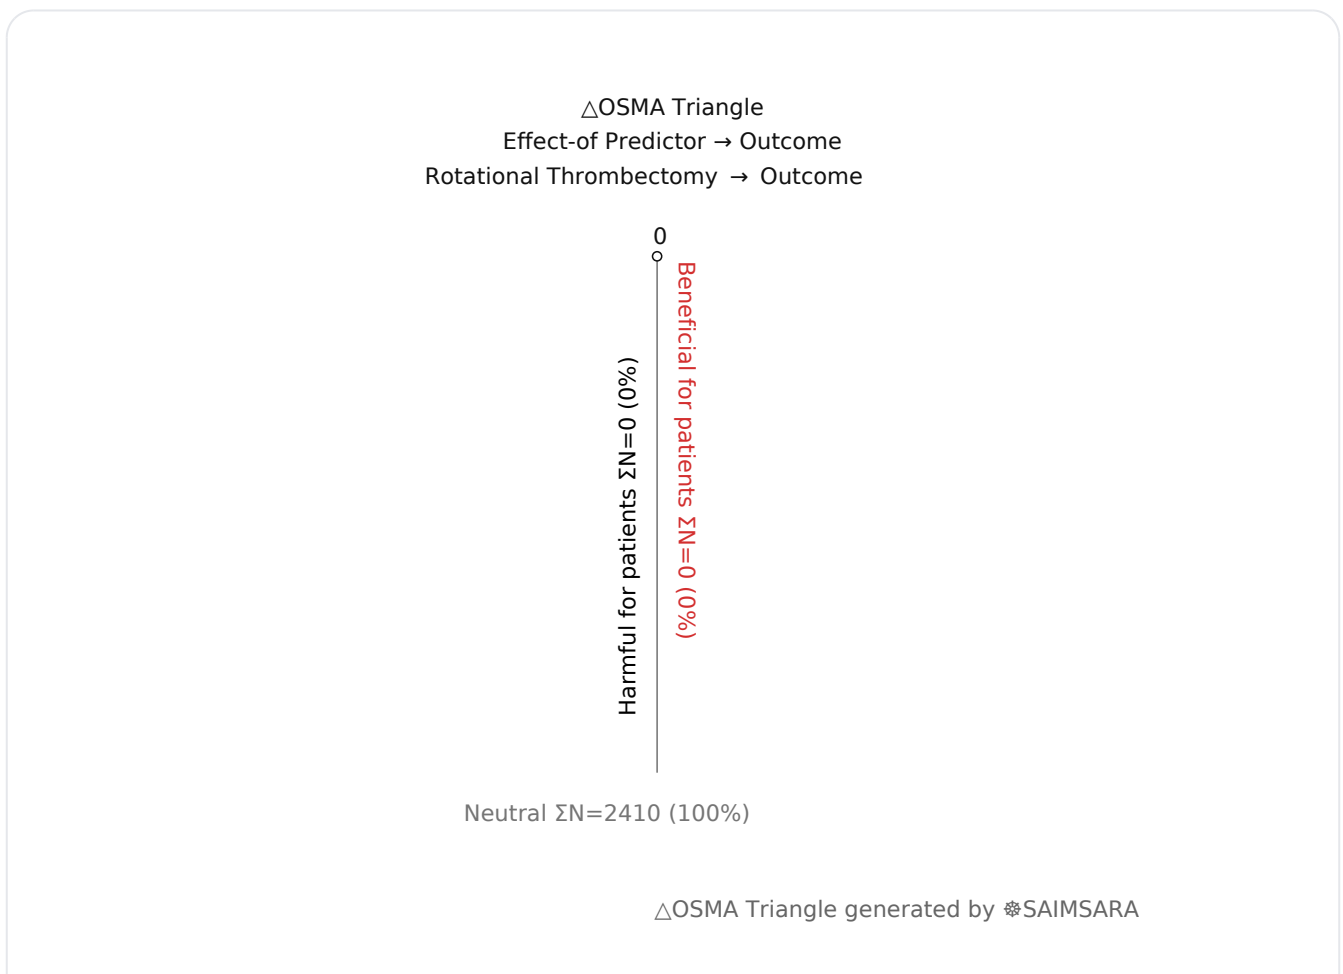 △OSMA Triangle
Effect-of Predictor → Outcome
Rotational Thrombectomy → Outcome
0
Harmful for patients ΣN=0 (0%)
Beneficial for patients ΣN=0 (0%)
Neutral ΣN=2410 (100%)
△OSMA Triangle generated by ☸SAIMSARA